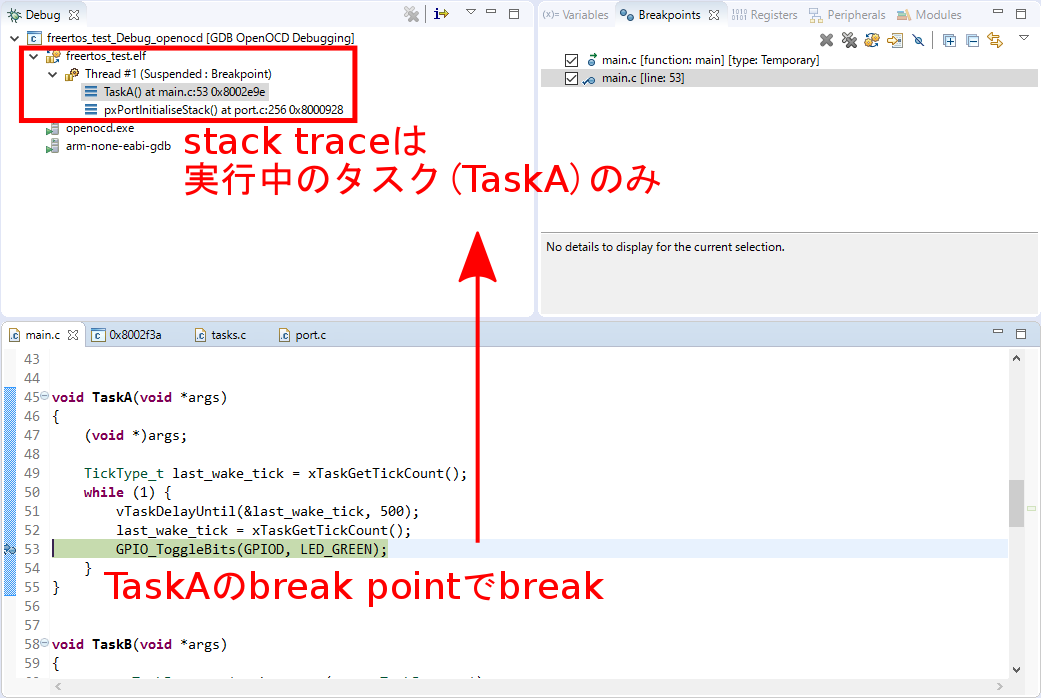 Debug
freertos_test_Debug_openocd [GDB OpenOCD Debugging]
freertos_test.elf
Thread #1 (Suspended : Breakpoint)
TaskA() at main.c:53 0x8002e9e
pxPortInitialiseStack() at port.c:256 0x8000928
openocd.exe
arm-none-eabi-gdb
stack traceは
実行中のタスク(TaskA)のみ
(x)= Variables
Breakpoints
Registers
Peripherals
Modules
main.c [function: main] [type: Temporary]
main.c [line: 53]
No details to display for the current selection.
main.c
0x8002f3a
tasks.c
port.c
43
44
45 void TaskA(void *args)
46 {
47 (void *)args;
48
49 TickType_t last_wake_tick = xTaskGetTickCount();
50 while (1) {
51 vTaskDelayUntil(&last_wake_tick, 500);
52 last_wake_tick = xTaskGetTickCount();
53 GPIO_ToggleBits(GPIOD, LED_GREEN);
54 }
55 }
56
57
58 void TaskB(void *args)
59 {
TaskAのbreak pointでbreak